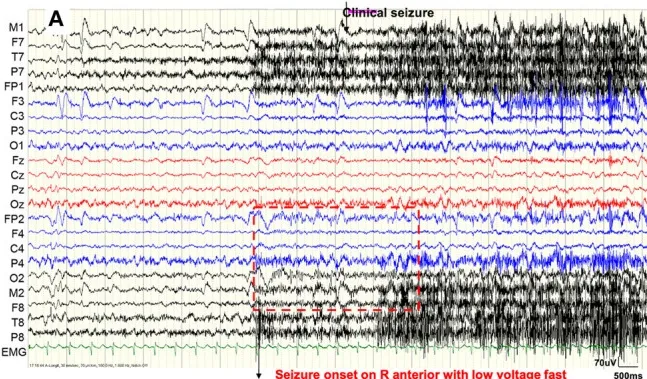 A
Clinical seizure
M1
F7
T7
P7
FP1
F3
C3
P3
O1
Fz
Cz
Pz
Oz
FP2
F4
C4
P4
O2
M2
F8
T8
P8
EMG
70uV
500ms
Seizure onset on R anterior with low voltage fast